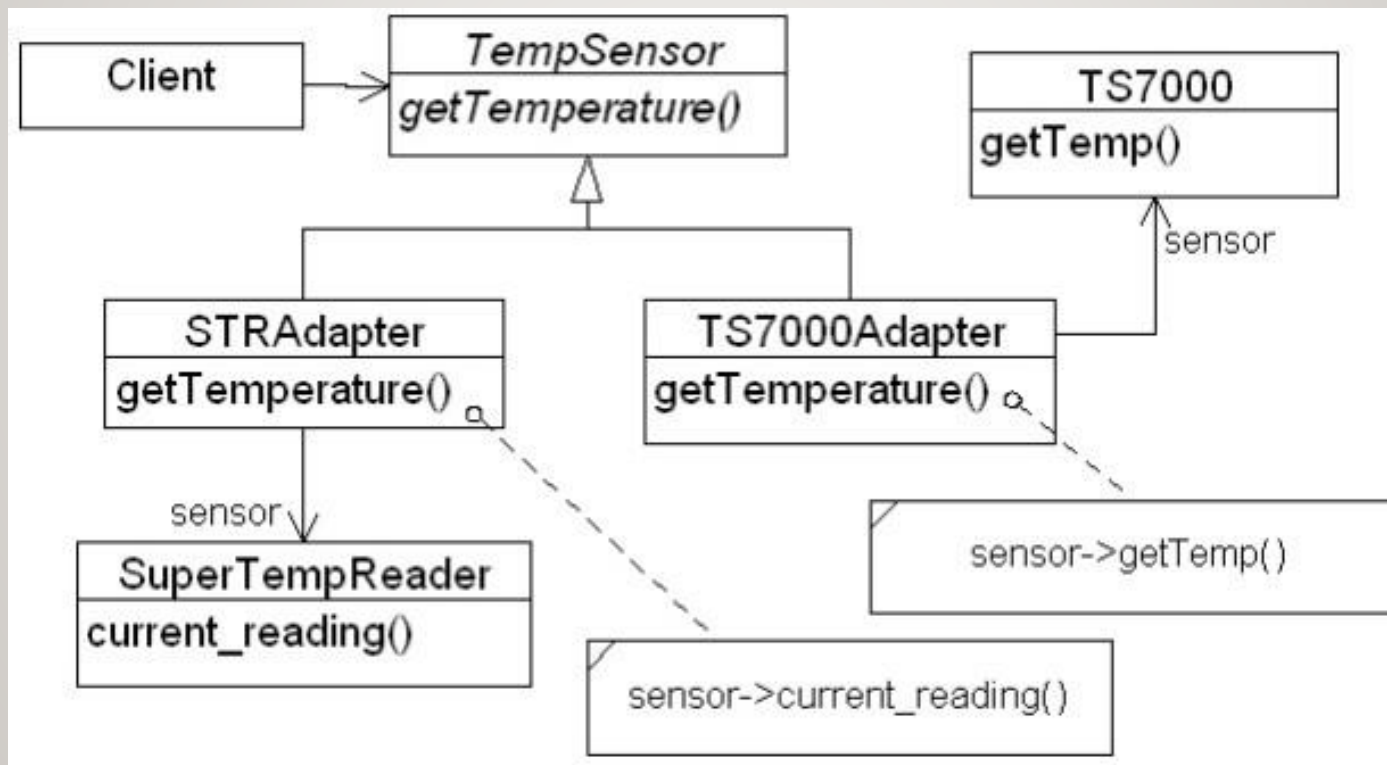 Client
TempSensor
getTemperature()
TS7000
getTemp()
sensor
STRAdapter
getTemperature()
TS7000Adapter
getTemperature()
sensor
SuperTempReader
current_reading()
sensor->getTemp()
sensor->current_reading()